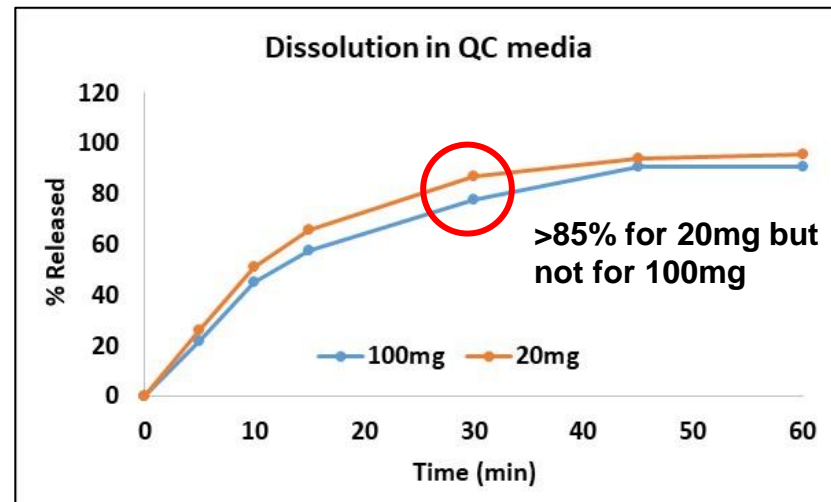 Dissolution in QC media
120
100
80
60
40
20
0
% Released
>85% for 20mg but
not for 100mg
100mg 20mg
0 10 20 30 40 50 60
Time (min)